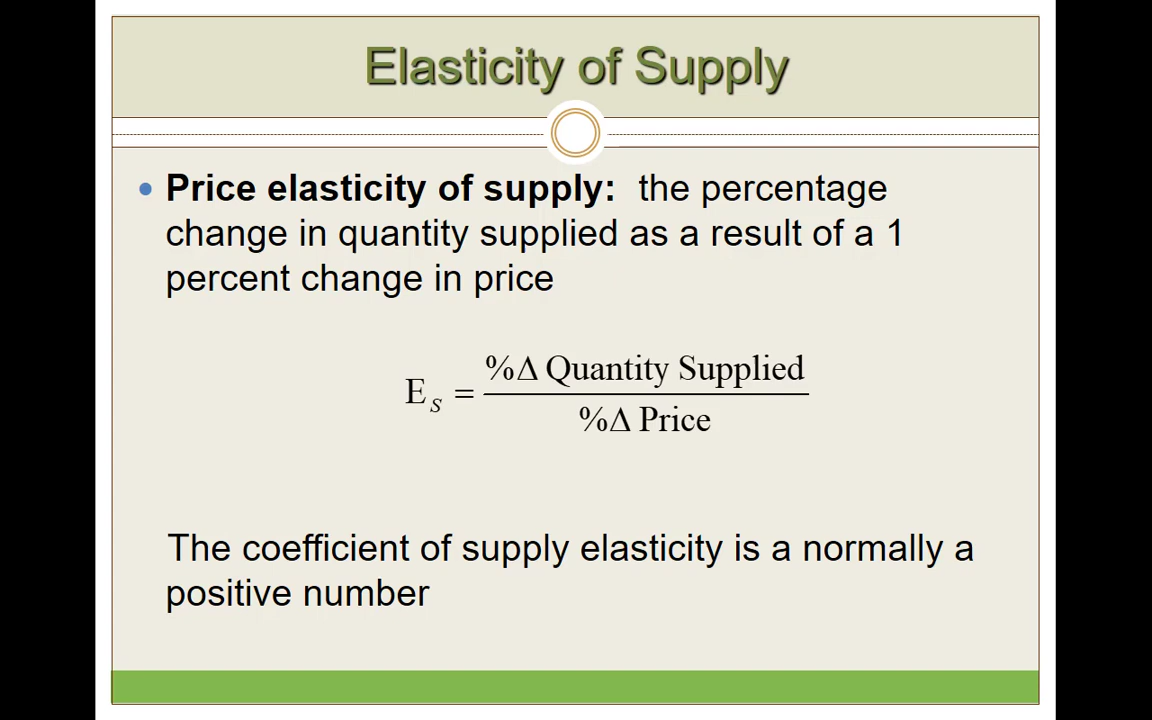 Elasticity of Supply
• Price elasticity of supply: the percentage
change in quantity supplied as a result of a 1
percent change in price
%Δ Quantity Supplied
E_S =
%Δ Price
The coefficient of supply elasticity is a normally a
positive number